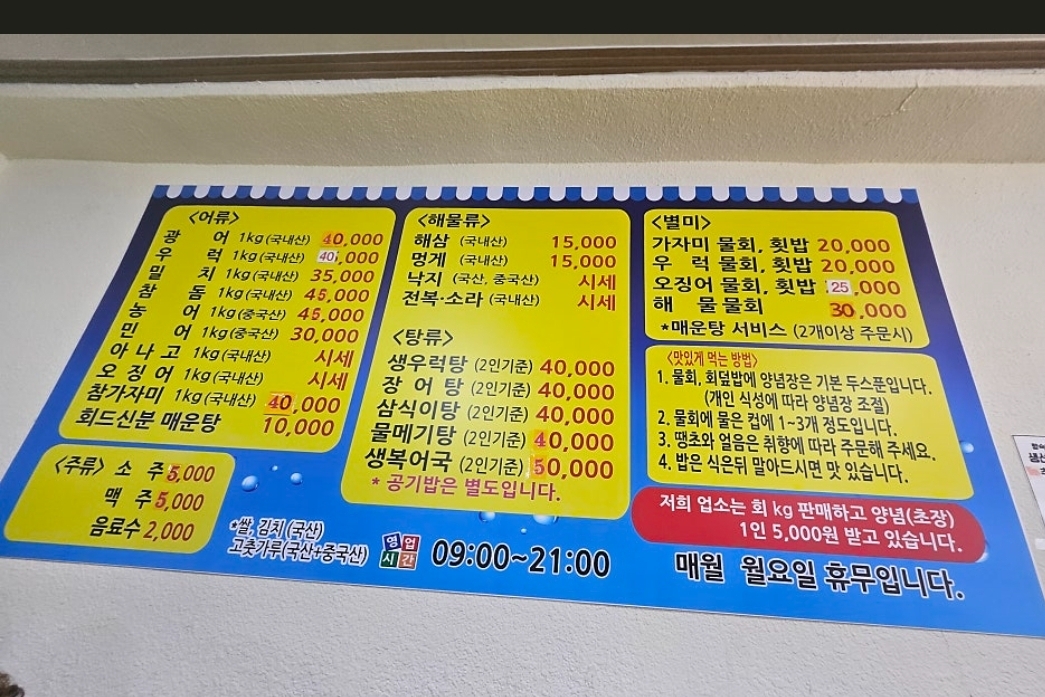 <어류>
광 어 1kg(국내산) 40,000
우 럭 1kg(국내산) 40,000
밀 치 1kg(국내산) 35,000
참 돔 1kg(국내산) 45,000
농 어 1kg(중국산) 45,000
민 어 1kg(중국산) 30,000
아 나 고 1kg(국내산) 시세
오 징 어 1kg(국내산) 시세
참가자미 1kg(국내산) 40,000
회드신분 매운탕 10,000
<주류> 소 주 5,000
맥 주 5,000
음료수 2,000
<해물류>
해삼 (국내산) 15,000
멍게 (국내산) 15,000
낙지 (국산, 중국산) 시세
전복·소라 (국내산) 시세
<탕류>
생우럭탕 (2인기준) 40,000
장 어 탕 (2인기준) 40,000
삼식이탕 (2인기준) 40,000
물메기탕 (2인기준) 40,000
생복어국 (2인기준) 50,000
* 공기밥은 별도입니다.
<별미>
가자미 물회, 횟밥 20,000
우 럭 물회, 횟밥 20,000
오징어 물회, 횟밥 25,000
해 물물회 30,000
*매운탕 서비스 (2개이상 주문시)
<맛있게 먹는 방법>
1. 물회, 회덮밥에 양념장은 기본 두스푼입니다.
(개인 식성에 따라 양념장 조절)
2. 물회에 물은 컵에 1~3개 정도입니다.
3. 땡초와 얼음은 취향에 따라 주문해 주세요.
4. 밥은 식은뒤 말아드시면 맛 있습니다.
저희 업소는 회 kg 판매하고 양념(초장)
1인 5,000원 받고 있습니다.
*쌀, 김치 (국산)
고춧가루(국산+중국산)
영업
시간
09:00~21:00
매월 월요일 휴무입니다.